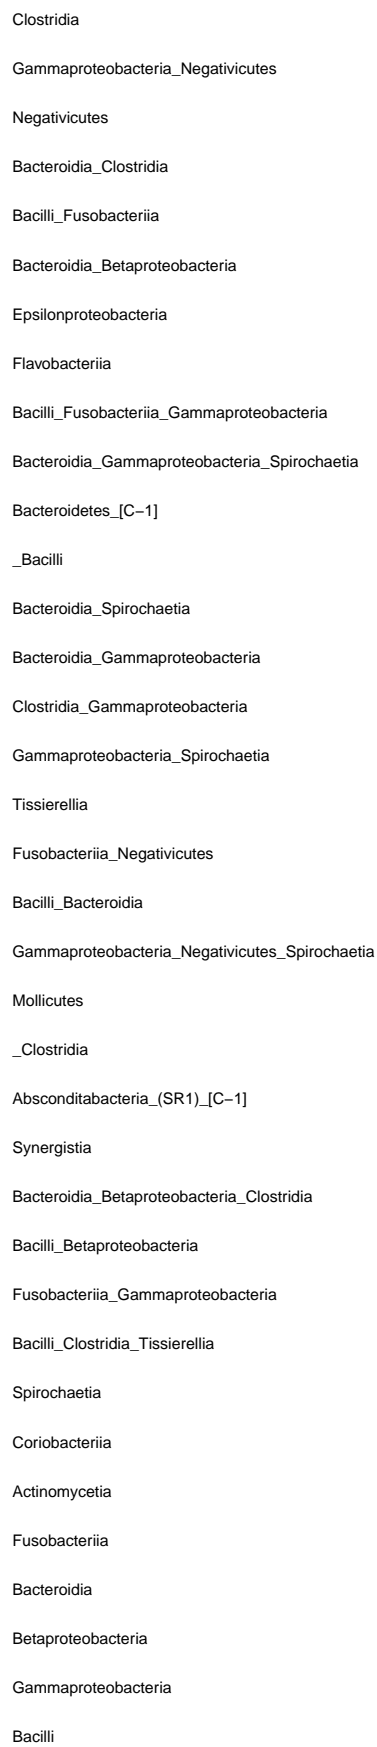 Clostridia
Gammaproteobacteria_Negativicutes
Negativicutes
Bacteroidia_Clostridia
Bacilli_Fusobacteriia
Bacteroidia_Betaproteobacteria
Epsilonproteobacteria
Flavobacteriia
Bacilli_Fusobacteriia_Gammaproteobacteria
Bacteroidia_Gammaproteobacteria_Spirochaetia
Bacteroidetes_[C−1]
_Bacilli
Bacteroidia_Spirochaetia
Bacteroidia_Gammaproteobacteria
Clostridia_Gammaproteobacteria
Gammaproteobacteria_Spirochaetia
Tissierellia
Fusobacteriia_Negativicutes
Bacilli_Bacteroidia
Gammaproteobacteria_Negativicutes_Spirochaetia
Mollicutes
_Clostridia
Absconditabacteria_(SR1)_[C−1]
Synergistia
Bacteroidia_Betaproteobacteria_Clostridia
Bacilli_Betaproteobacteria
Fusobacteriia_Gammaproteobacteria
Bacilli_Clostridia_Tissierellia
Spirochaetia
Coriobacteriia
Actinomycetia
Fusobacteriia
Bacteroidia
Betaproteobacteria
Gammaproteobacteria
Bacilli